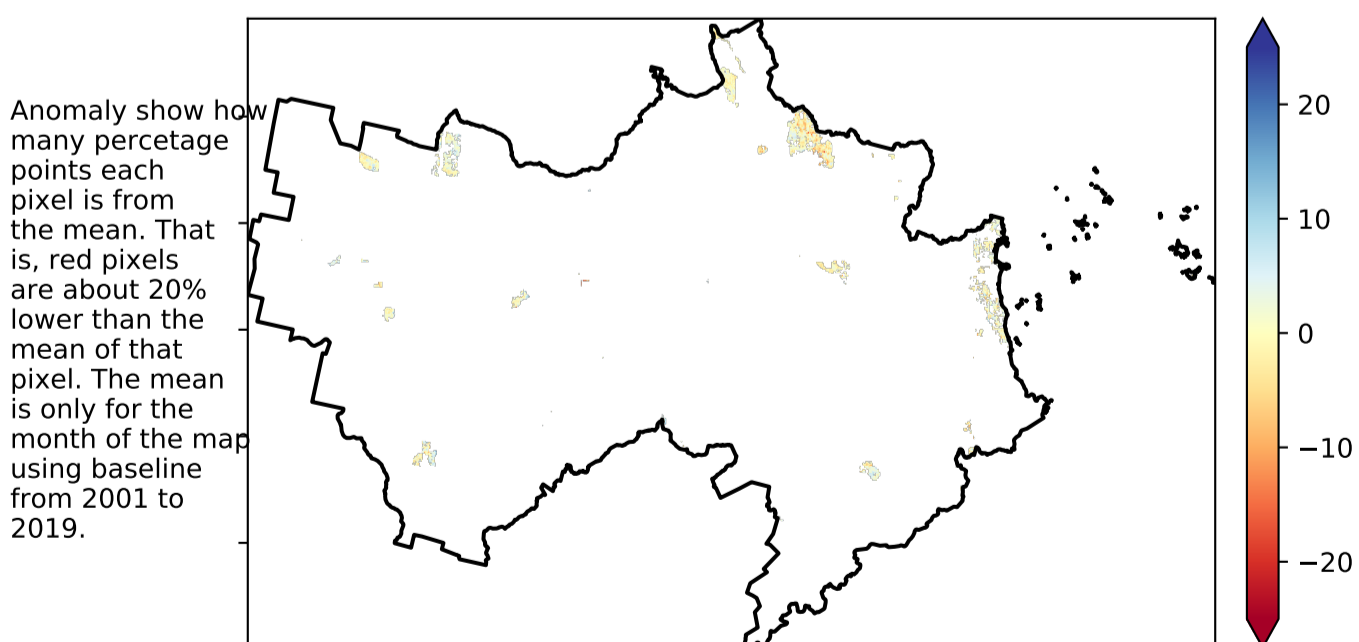 Anomaly show how
many percetage
points each
pixel is from
the mean. That
is, red pixels
are about 20%
lower than the
mean of that
pixel. The mean
is only for the
month of the map
using baseline
from 2001 to
2019.
20
10
0
−10
−20